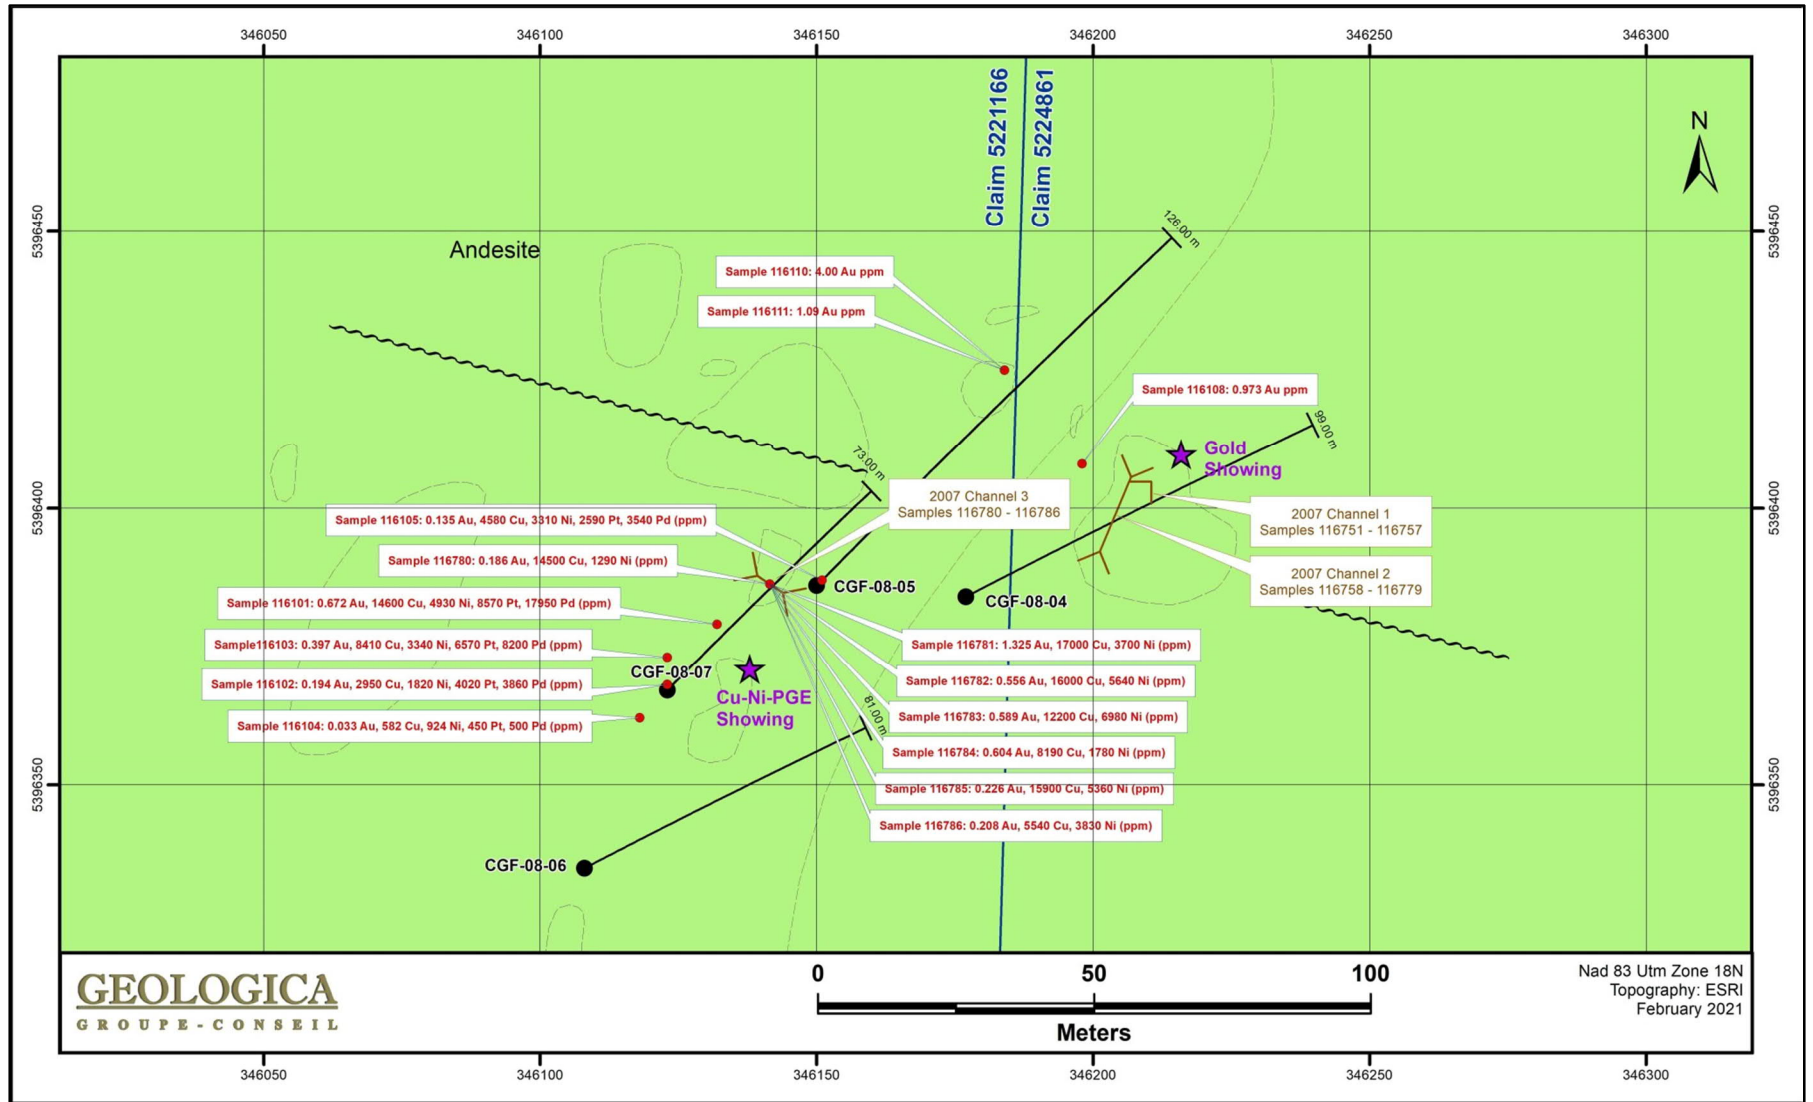 346050
346100
346150
346200
346250
346300
Claim 5221166
Claim 5224861
N
5396450
5396450
126.00 m
Andesite
Sample 116110: 4.00 Au ppm
Sample 116111: 1.09 Au ppm
Sample 116108: 0.973 Au ppm
99.00 m
Gold
Showing
73.00 m
5396400
5396400
2007 Channel 3
Samples 116780 - 116786
2007 Channel 1
Samples 116751 - 116757
2007 Channel 2
Samples 116758 - 116779
Sample 116105: 0.135 Au, 4580 Cu, 3310 Ni, 2590 Pt, 3540 Pd (ppm)
Sample 116780: 0.186 Au, 14500 Cu, 1290 Ni (ppm)
CGF-08-05
CGF-08-04
Sample 116101: 0.672 Au, 14600 Cu, 4930 Ni, 8570 Pt, 17950 Pd (ppm)
Sample116103: 0.397 Au, 8410 Cu, 3340 Ni, 6570 Pt, 8200 Pd (ppm)
Sample 116102: 0.194 Au, 2950 Cu, 1820 Ni, 4020 Pt, 3860 Pd (ppm)
Sample 116104: 0.033 Au, 582 Cu, 924 Ni, 450 Pt, 500 Pd (ppm)
CGF-08-07
Cu-Ni-PGE
Showing
81.00 m
Sample 116781: 1.325 Au, 17000 Cu, 3700 Ni (ppm)
Sample 116782: 0.556 Au, 16000 Cu, 5640 Ni (ppm)
Sample 116783: 0.589 Au, 12200 Cu, 6980 Ni (ppm)
Sample 116784: 0.604 Au, 8190 Cu, 1780 Ni (ppm)
Sample 116785: 0.226 Au, 15900 Cu, 5360 Ni (ppm)
Sample 116786: 0.208 Au, 5540 Cu, 3830 Ni (ppm)
5396350
5396350
CGF-08-06
GEOLOGICA
GROUPE-CONSEIL
0
50
100
Meters
Nad 83 Utm Zone 18N
Topography: ESRI
February 2021
346050
346100
346150
346200
346250
346300